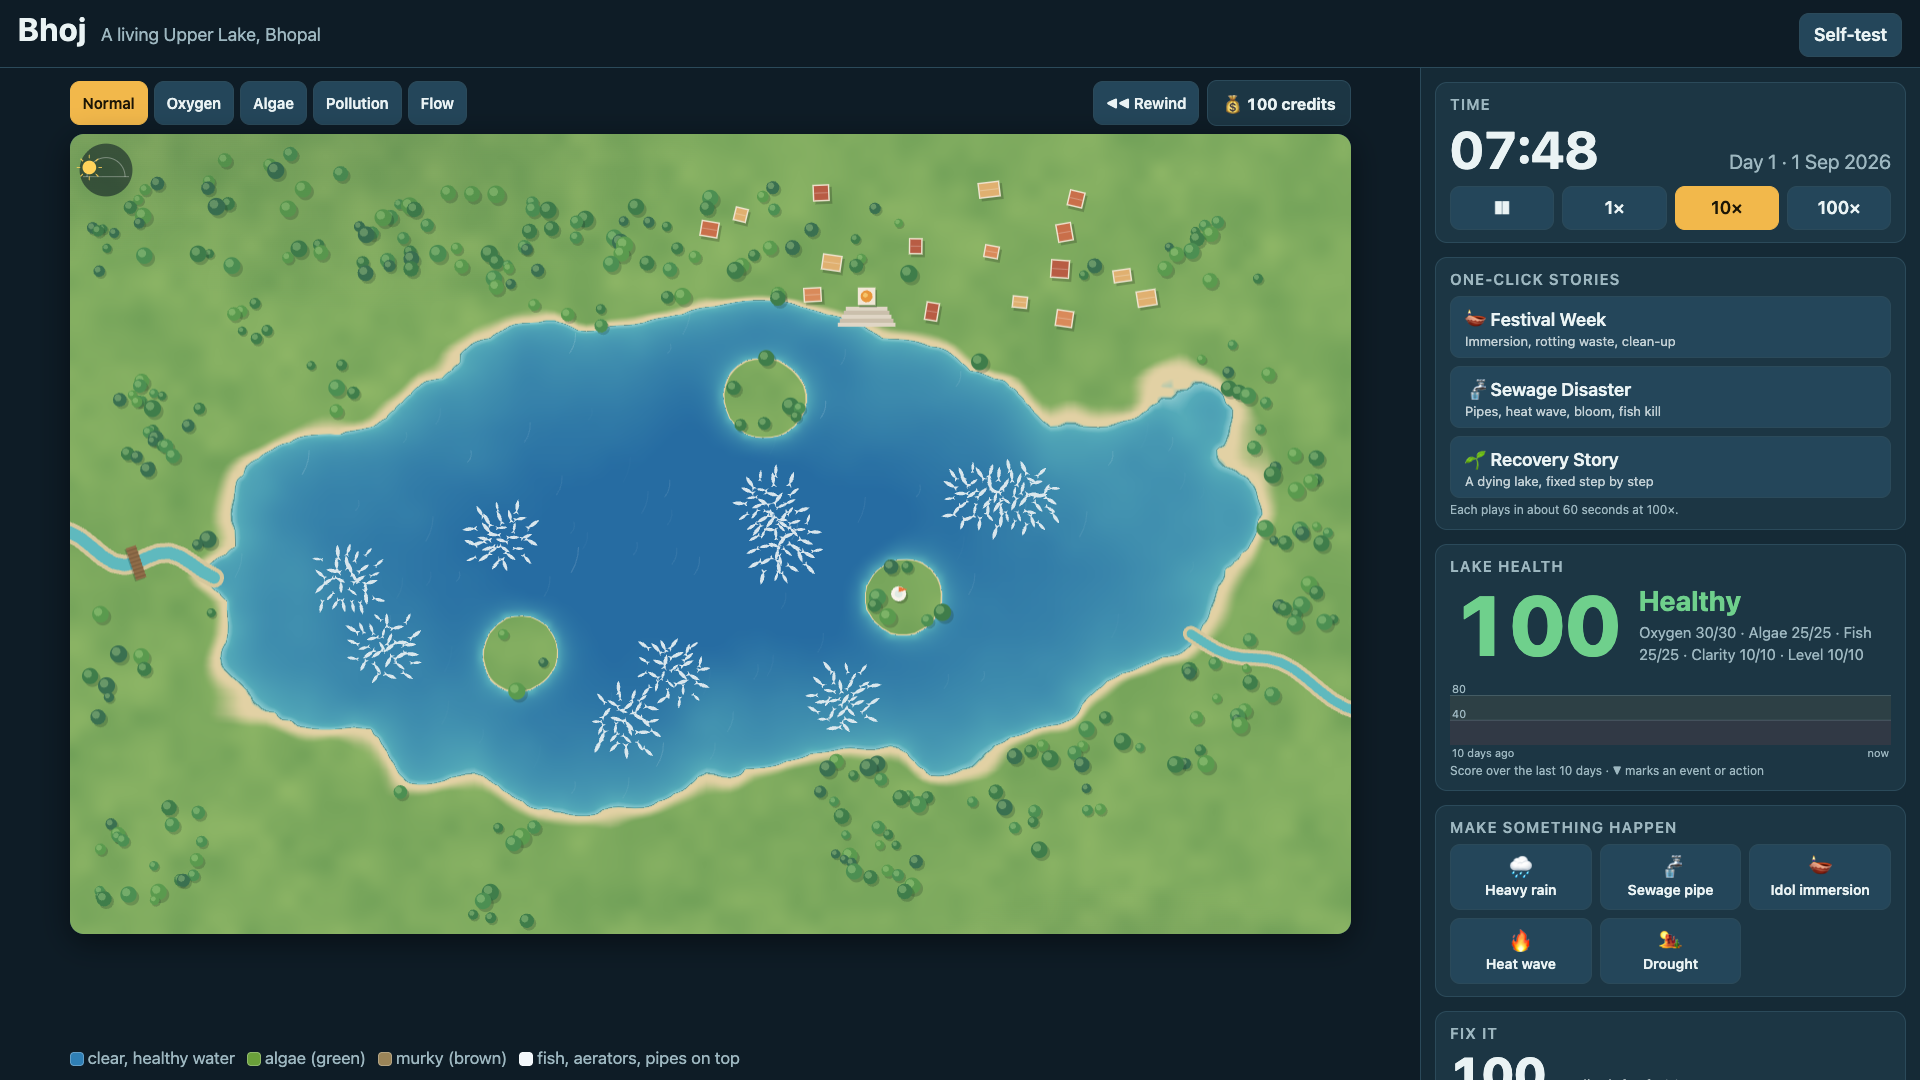 Bhoj A living Upper Lake, Bhopal
Self-test
Normal Oxygen Algae Pollution Flow
◀◀ Rewind 💰 100 credits
TIME
07:48 Day 1 · 1 Sep 2026
1× 10× 100×
ONE-CLICK STORIES
Festival Week
Immersion, rotting waste, clean-up
Sewage Disaster
Pipes, heat wave, bloom, fish kill
Recovery Story
A dying lake, fixed step by step
Each plays in about 60 seconds at 100×.
LAKE HEALTH
100 Healthy
Oxygen 30/30 · Algae 25/25 · Fish
25/25 · Clarity 10/10 · Level 10/10
80
40
10 days ago now
Score over the last 10 days · ▼ marks an event or action
MAKE SOMETHING HAPPEN
Heavy rain Sewage pipe Idol immersion
Heat wave Drought
FIX IT
100
clear, healthy water algae (green) murky (brown) fish, aerators, pipes on top